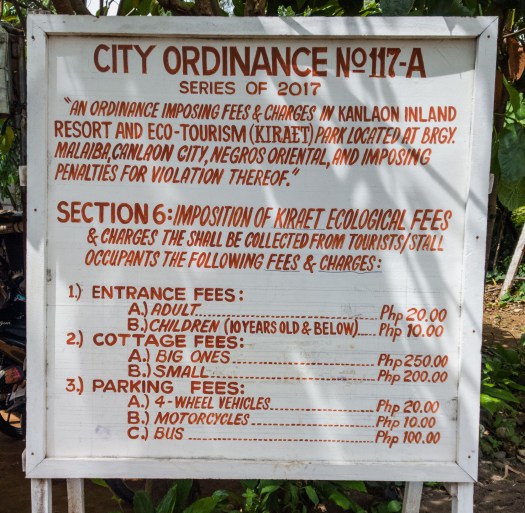 CITY ORDINANCE No 117-A
SERIES OF 2017
"AN ORDINANCE IMPOSING FEES & CHARGES IN KANLAON INLAND
RESORT AND ECO-TOURISM (KIRAET) PARK LOCATED AT BRGY.
MALAIBA, CANLAON CITY, NEGROS ORIENTAL, AND IMPOSING
PENALTIES FOR VIOLATION THEREOF."
SECTION 6: IMPOSITION OF KIRAET ECOLOGICAL FEES
& CHARGES THE SHALL BE COLLECTED FROM TOURISTS/STALL
OCCUPANTS THE FOLLOWING FEES & CHARGES:
1.) ENTRANCE FEES:
A.) ADULT........................Php 20.00
B.) CHILDREN (10 YEARS OLD & BELOW).....Php 10.00
2.) COTTAGE FEES:
A.) BIG ONES........................Php 250.00
B.) SMALL........................Php 200.00
3.) PARKING FEES:
A.) 4-WHEEL VEHICLES................Php 20.00
B.) MOTORCYCLES....................Php 10.00
C.) BUS........................Php 100.00